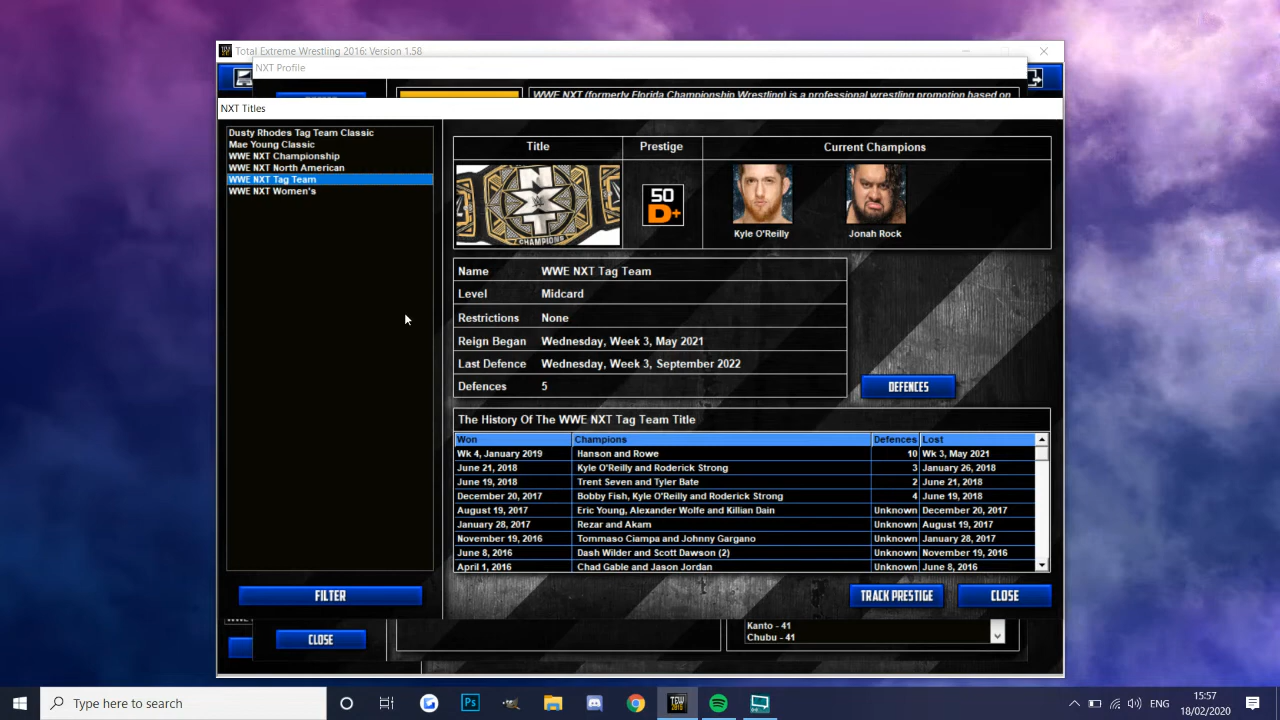 Total Extreme Wrestling 2016: Version 1.58
NXT Profile
WWE NXT (formerly Florida Championship Wrestling) is a professional wrestling promotion based on
NXT Titles
Dusty Rhodes Tag Team Classic
Mae Young Classic
WWE NXT Championship
WWE NXT North American
WWE NXT Tag Team
WWE NXT Women's
FILTER
CLOSE
Title Prestige Current Champions
NXT
CHAMPIONS
50
D+
Kyle O'Reilly Jonah Rock
Name WWE NXT Tag Team
Level Midcard
Restrictions None
Reign Began Wednesday, Week 3, May 2021
Last Defence Wednesday, Week 3, September 2022
Defences 5
DEFENCES
The History Of The WWE NXT Tag Team Title
Won Champions Defences Lost
Wk 4, January 2019 Hanson and Rowe 10 Wk 3, May 2021
June 21, 2018 Kyle O'Reilly and Roderick Strong 3 January 26, 2018
June 19, 2018 Trent Seven and Tyler Bate 2 June 21, 2018
December 20, 2017 Bobby Fish, Kyle O'Reilly and Roderick Strong 4 June 19, 2018
August 19, 2017 Eric Young, Alexander Wolfe and Killian Dain Unknown December 20, 2017
January 28, 2017 Rezar and Akam Unknown August 19, 2017
November 19, 2016 Tommaso Ciampa and Johnny Gargano Unknown January 28, 2017
June 8, 2016 Dash Wilder and Scott Dawson (2) Unknown November 19, 2016
April 1, 2016 Chad Gable and Jason Jordan Unknown June 8, 2016
TRACK PRESTIGE CLOSE
Kanto - 41
Chubu - 41
Type here to search
Ps
TEW
2016
ENG
15:57
18/02/2020